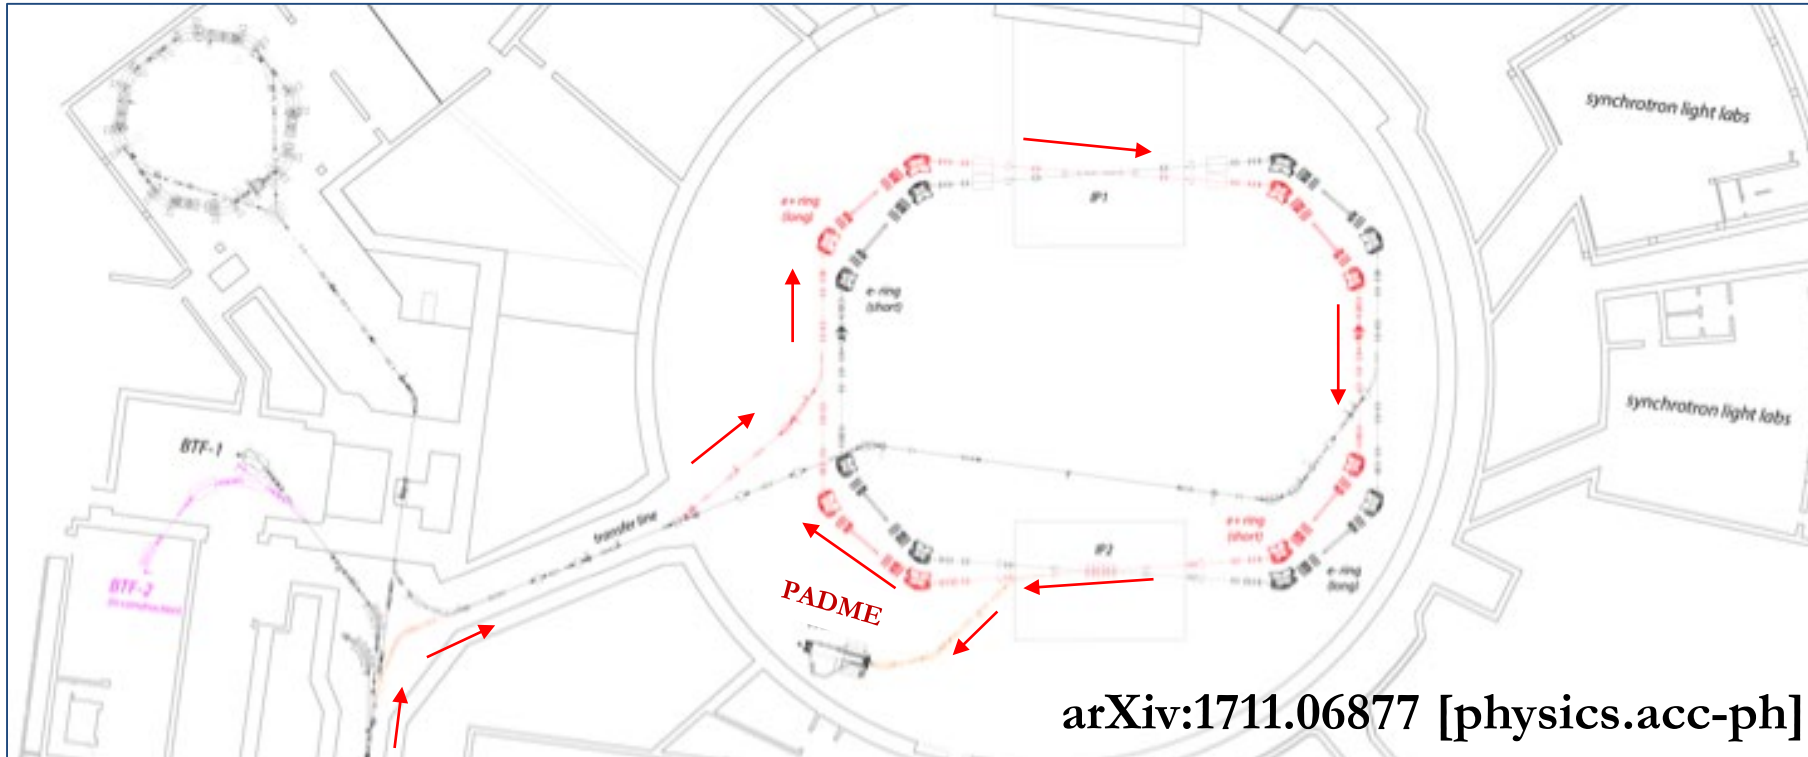 synchrotron light labs
IP1
e+ ring
(long)
e- ring
(short)
synchrotron light labs
BTF-1
transfer line
e+ ring
(short)
IP2
e- ring
(long)
BTF-2
PADME
arXiv:1711.06877 [physics.acc-ph]